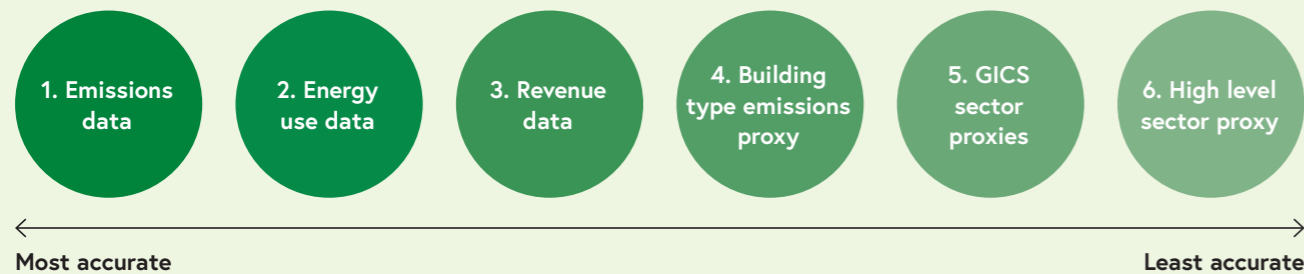 1. Emissions
data
2. Energy
use data
3. Revenue
data
4. Building
type emissions
proxy
5. GICS
sector
proxies
6. High level
sector proxy
Most accurate
Least accurate